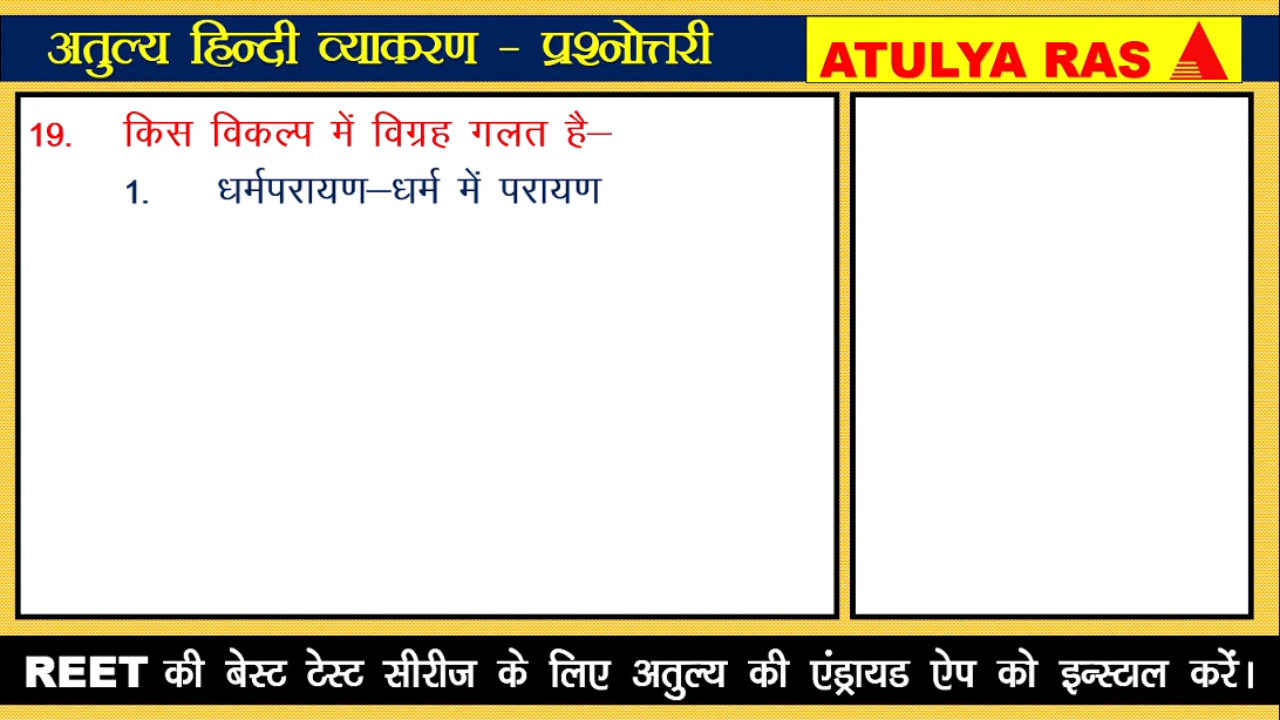 अतुल्य हिन्दी व्याकरण - प्रश्नोत्तरी
ATULYA RAS
19. किस विकल्प में विग्रह गलत है–
1. धर्मपरायण–धर्म में परायण
REET की बेस्ट टेस्ट सीरीज के लिए अतुल्य की एंड्रायड ऐप को इन्स्टाल करें।